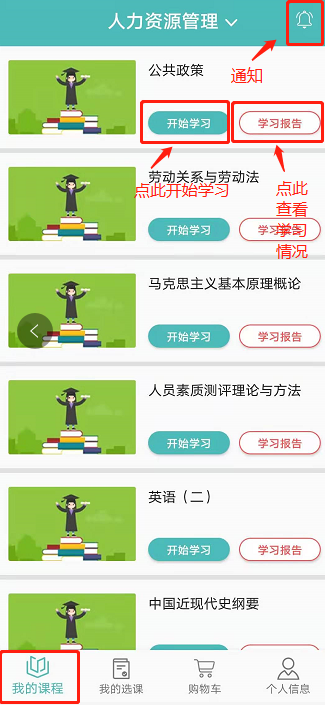 人力资源管理
通知
公共政策
开始学习
学习报告
点此开始学习
点此
查看
学习
情况
劳动关系与劳动法
开始学习
学习报告
马克思主义基本原理概论
开始学习
学习报告
人员素质测评理论与方法
开始学习
学习报告
英语（二）
开始学习
学习报告
中国近现代史纲要
我的课程
我的选课
购物车
个人信息